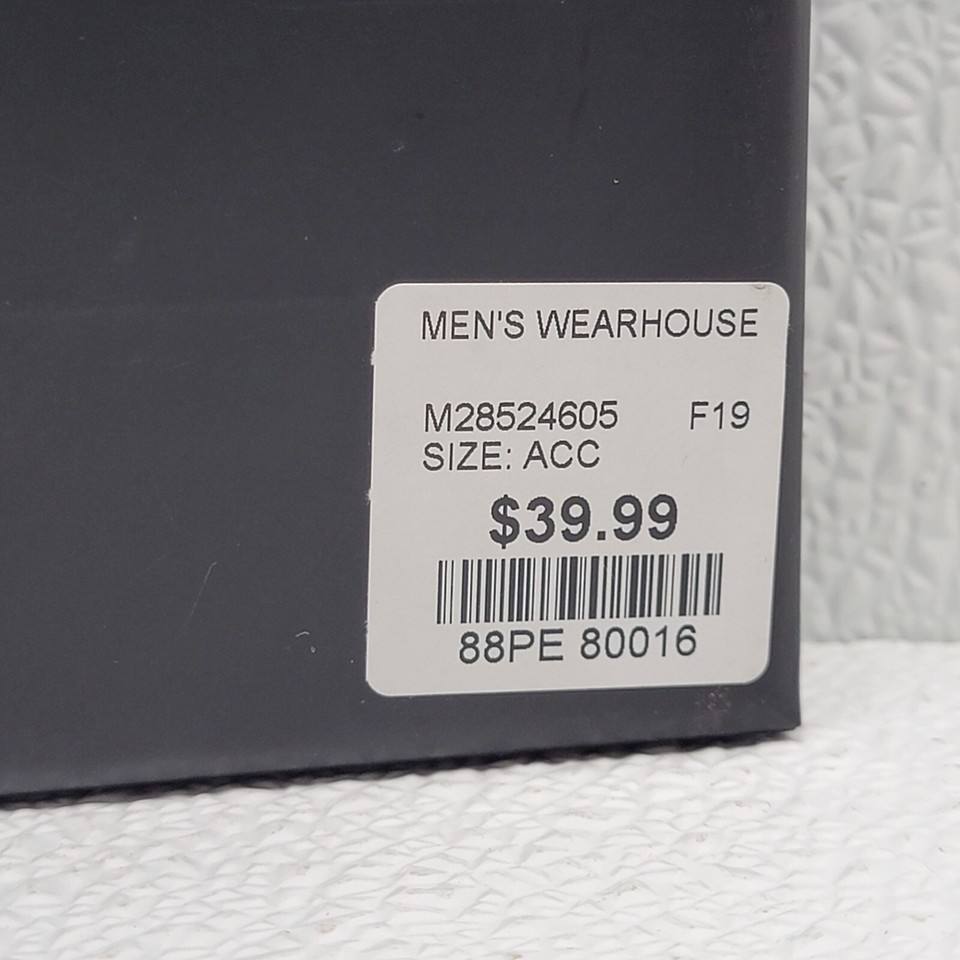 MEN'S WEARHOUSE
M28524605 F19
SIZE: ACC
$39.99
88PE 80016